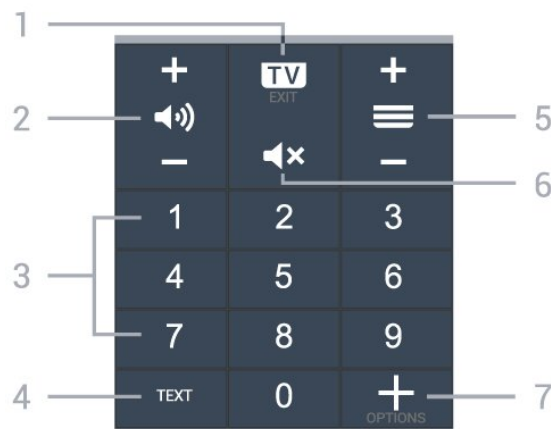 1
+ TV +
EXIT
2 5
- -
6
1 2 3
3
4 5 6
7 8 9
4 TEXT 0 + 7
OPTIONS